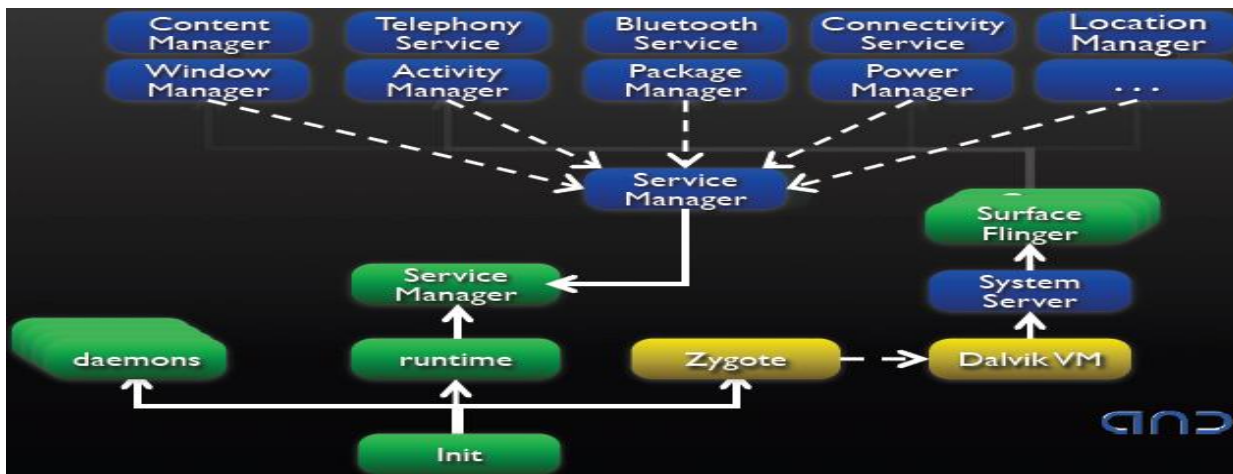 Content
Manager
Telephony
Service
Bluetooth
Service
Connectivity
Service
Location
Manager
Window
Manager
Activity
Manager
Package
Manager
Power
Manager
...
Service
Manager
Surface
Flinger
Service
Manager
System
Server
daemons
runtime
Zygote
Dalvik VM
Init